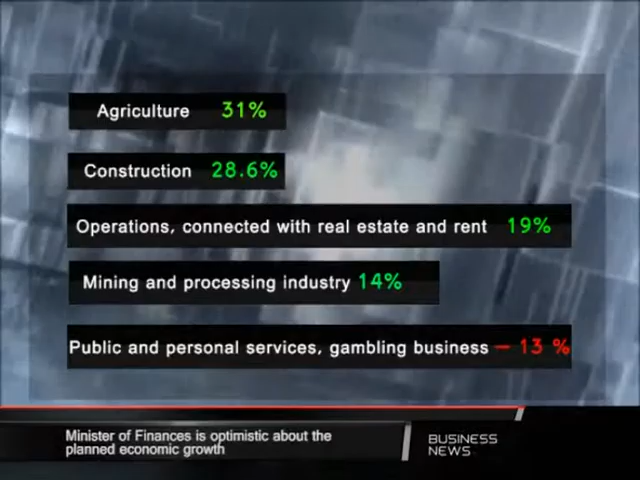 Agriculture 31%
Construction 28.6%
Operations, connected with real estate and rent 19%
Mining and processing industry 14%
Public and personal services, gambling business – 13 %
Minister of Finances is optimistic about the
planned economic growth
BUSINESS
NEWS